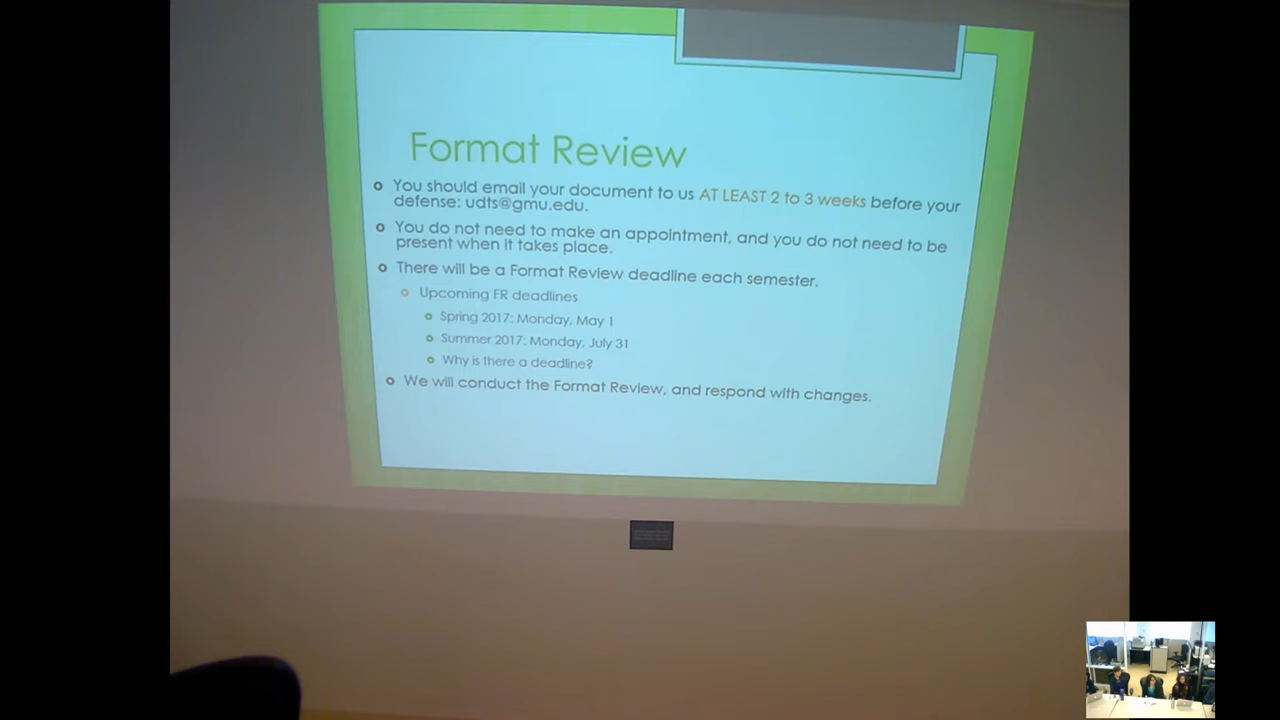 Format Review
You should email your document to us AT LEAST 2 to 3 weeks before your
defense: udts@gmu.edu.
You do not need to make an appointment, and you do not need to be
present when it takes place.
There will be a Format Review deadline each semester.
Upcoming FR deadlines
Spring 2017: Monday, May 1
Summer 2017: Monday, July 31
Why is there a deadline?
We will conduct the Format Review, and respond with changes.